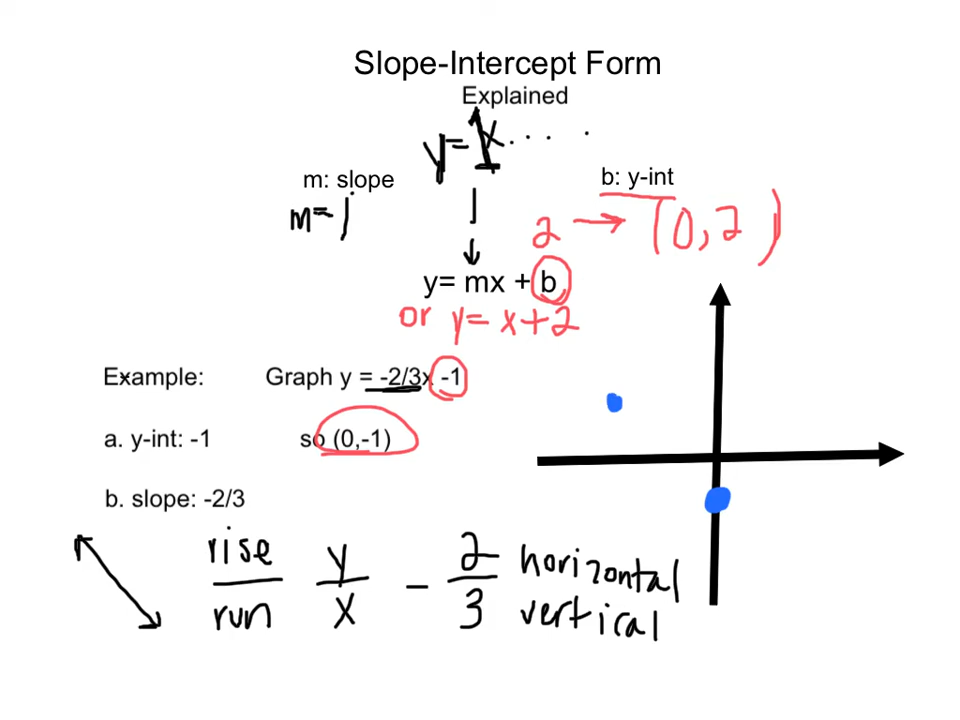 Slope-Intercept Form
Explained
y=1x....
m: slope
b: y-int
m=1
2 → (0,2)
y= mx + b
or y= x+2
Example: Graph y = -2/3x -1
a. y-int: -1 so (0,-1)
b. slope: -2/3
rise y - 2 horizontal
run x 3 vertical